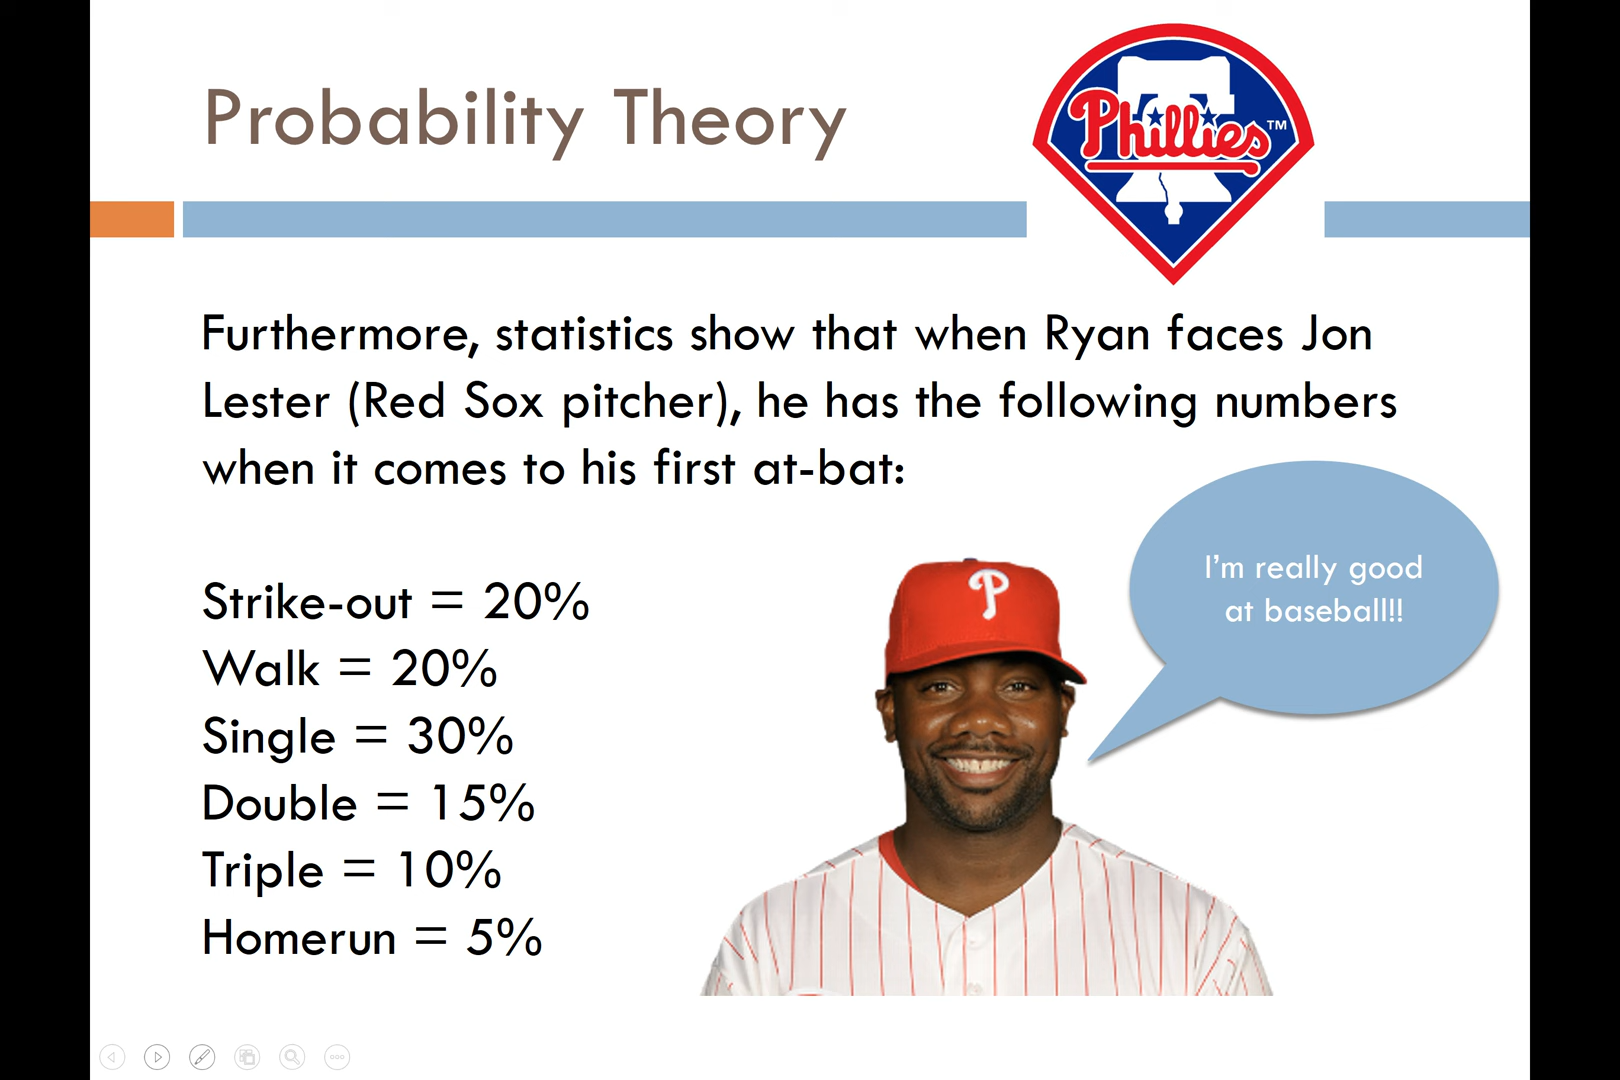 Probability Theory
Phillies™
Furthermore, statistics show that when Ryan faces Jon
Lester (Red Sox pitcher), he has the following numbers
when it comes to his first at-bat:
I'm really good
at baseball!!
P
Strike-out = 20%
Walk = 20%
Single = 30%
Double = 15%
Triple = 10%
Homerun = 5%